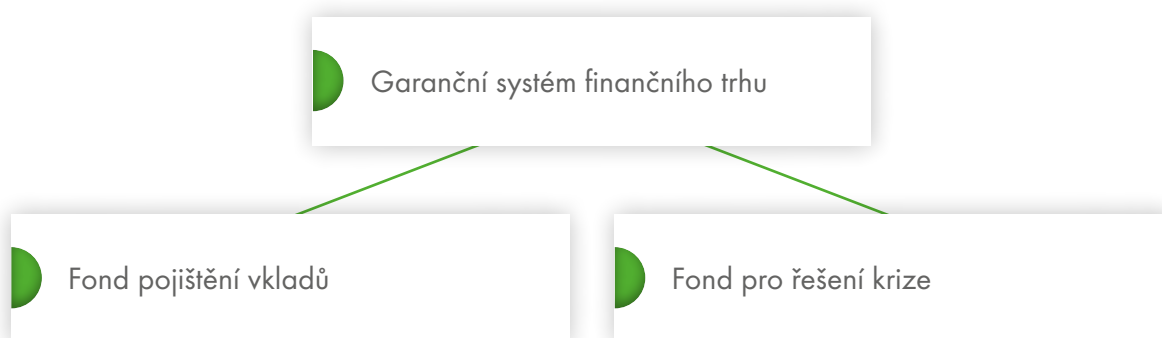 Garanční systém finančního trhu
Fond pojištění vkladů
Fond pro řešení krize